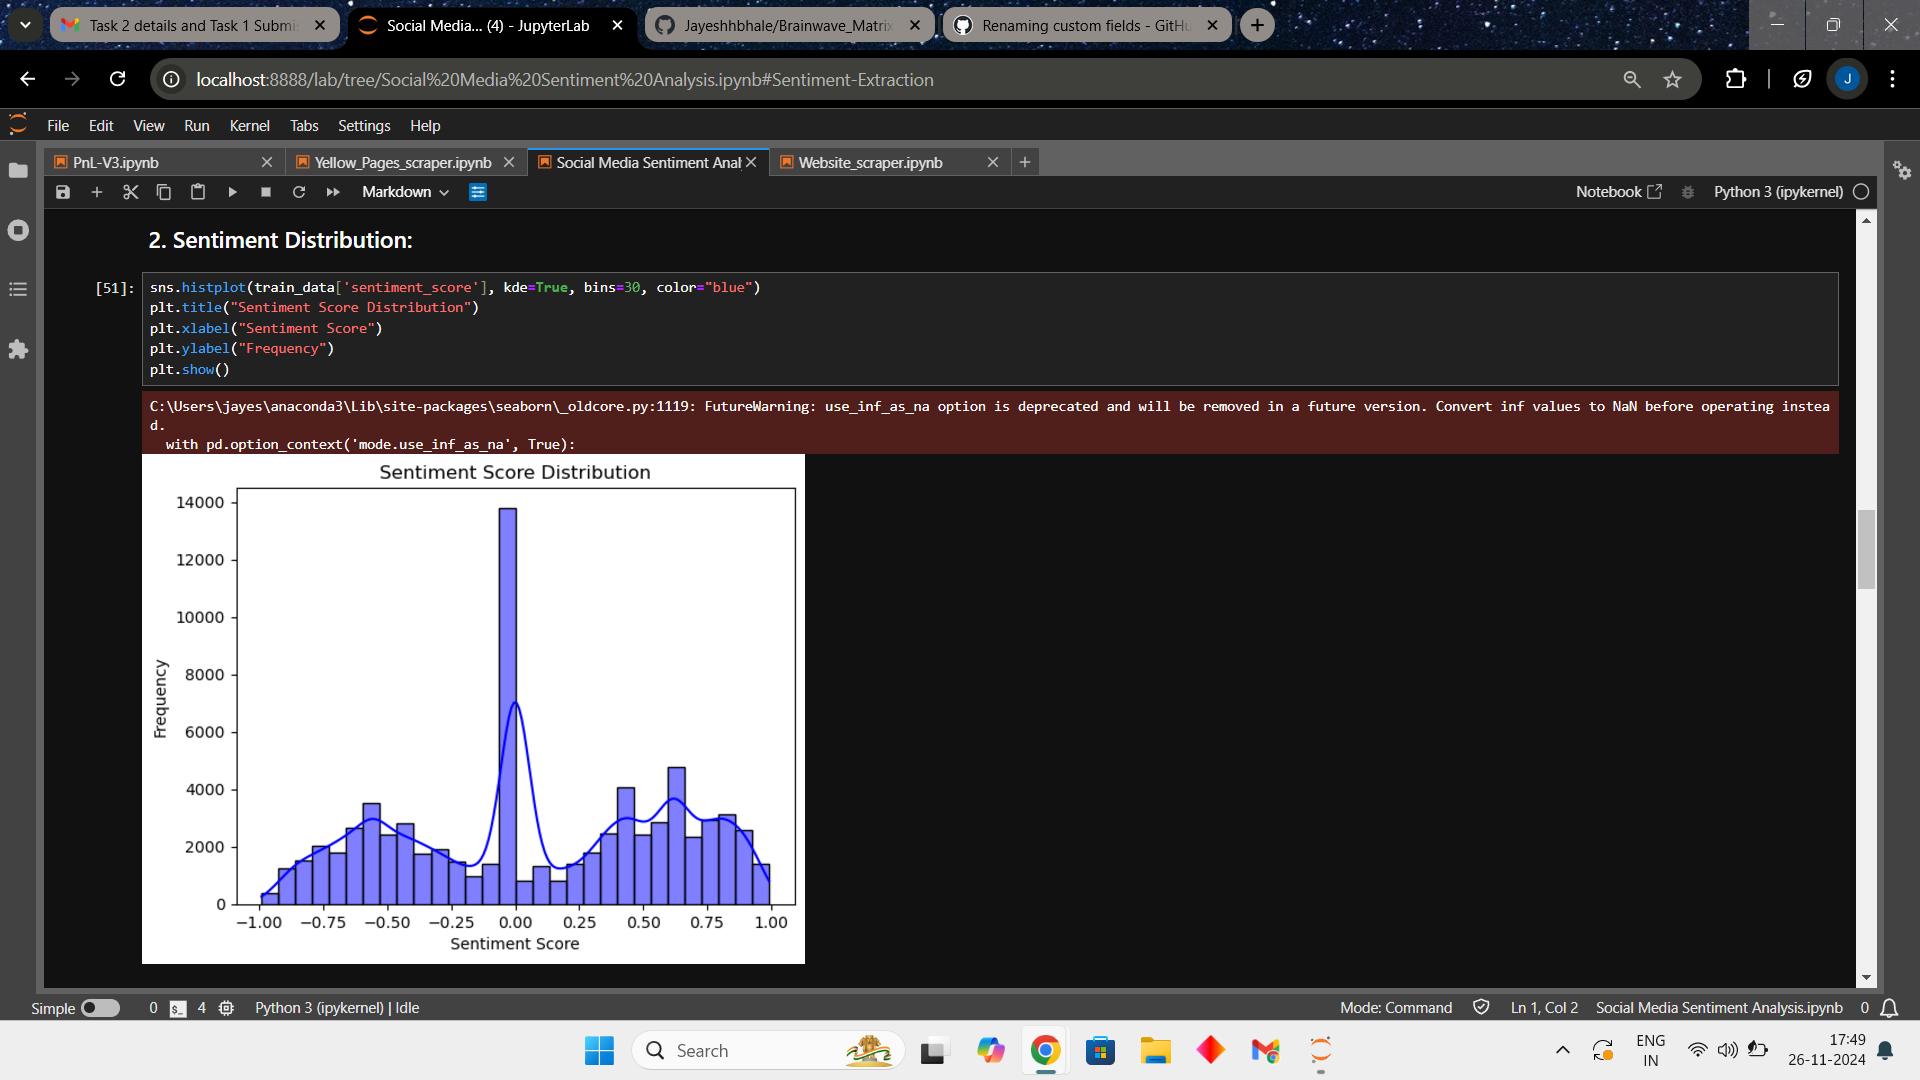 Task 2 details and Task 1 Submi
Social Media... (4) - JupyterLab
Jayeshhbhale/Brainwave_Matrix
Renaming custom fields - GitHu
localhost:8888/lab/tree/Social%20Media%20Sentiment%20Analysis.ipynb#Sentiment-Extraction
J
File Edit View Run Kernel Tabs Settings Help
PnL-V3.ipynb
Yellow_Pages_scraper.ipynb
Social Media Sentiment Anal
Website_scraper.ipynb
Markdown
Notebook
Python 3 (ipykernel)
2. Sentiment Distribution:
[51]:
sns.histplot(train_data['sentiment_score'], kde=True, bins=30, color="blue")
plt.title("Sentiment Score Distribution")
plt.xlabel("Sentiment Score")
plt.ylabel("Frequency")
plt.show()
C:\Users\jayes\anaconda3\Lib\site-packages\seaborn\_oldcore.py:1119: FutureWarning: use_inf_as_na option is deprecated and will be removed in a future version. Convert inf values to NaN before operating instea
d.
with pd.option_context('mode.use_inf_as_na', True):
Sentiment Score Distribution
14000
12000
10000
8000
6000
4000
2000
0
Frequency
−1.00 −0.75 −0.50 −0.25 0.00 0.25 0.50 0.75 1.00
Sentiment Score
Simple 0 $_ 4 Python 3 (ipykernel) | Idle
Mode: Command Ln 1, Col 2 Social Media Sentiment Analysis.ipynb 0
Search
ENG
IN
17:49
26-11-2024